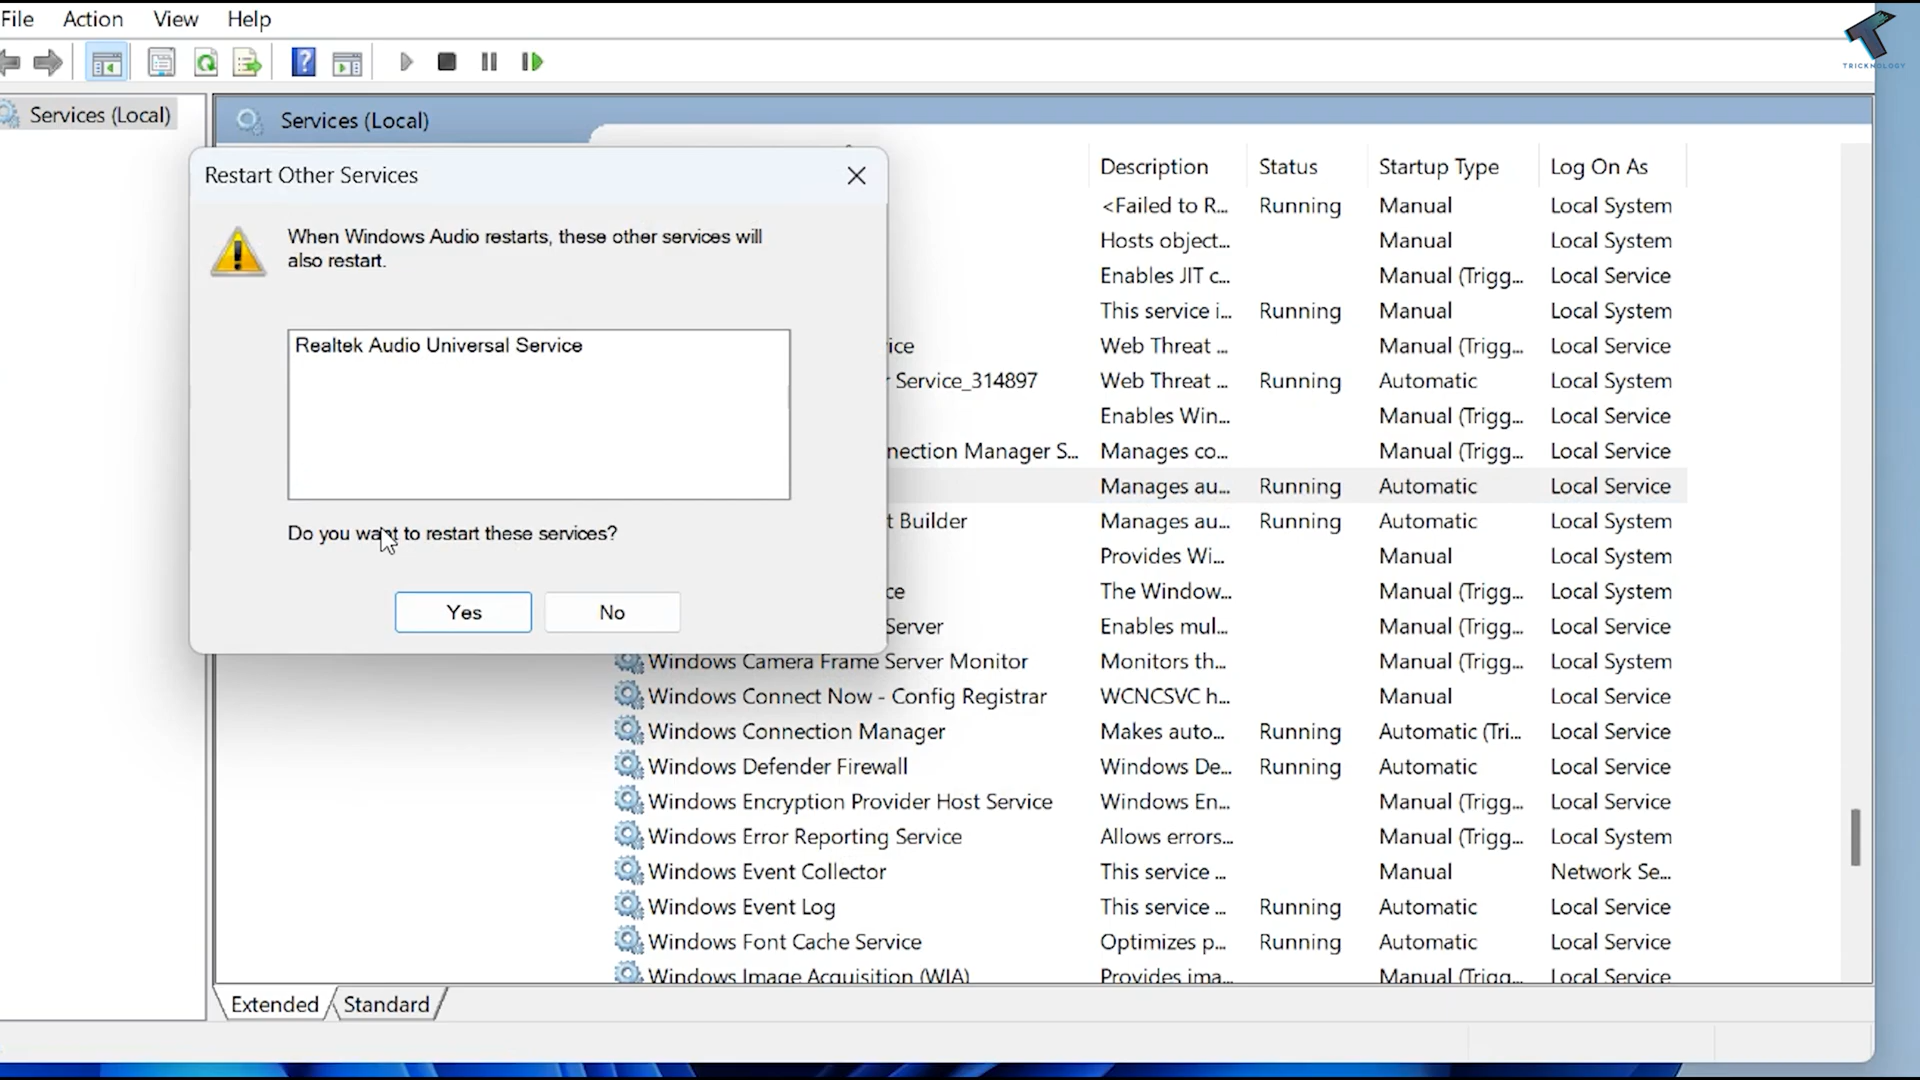 File Action View Help
TRICKNOLOGY
Services (Local)
Services (Local)
Restart Other Services
When Windows Audio restarts, these other services will
also restart.
Realtek Audio Universal Service
Do you want to restart these services?
Yes No
Description Status Startup Type Log On As
<Failed to R... Running Manual Local System
Hosts object... Manual Local System
Enables JIT c... Manual (Trigg... Local Service
This service i... Running Manual Local System
ice Web Threat ... Manual (Trigg... Local Service
r Service_314897 Web Threat ... Running Automatic Local System
Enables Win... Manual (Trigg... Local Service
nection Manager S... Manages co... Manual (Trigg... Local Service
Manages au... Running Automatic Local Service
t Builder Manages au... Running Automatic Local System
Provides Wi... Manual Local System
ce The Window... Manual (Trigg... Local System
Server Enables mul... Manual (Trigg... Local Service
Windows Camera Frame Server Monitor Monitors th... Manual (Trigg... Local System
Windows Connect Now - Config Registrar WCNCSVC h... Manual Local Service
Windows Connection Manager Makes auto... Running Automatic (Tri... Local Service
Windows Defender Firewall Windows De... Running Automatic Local Service
Windows Encryption Provider Host Service Windows En... Manual (Trigg... Local Service
Windows Error Reporting Service Allows errors... Manual (Trigg... Local System
Windows Event Collector This service ... Manual Network Se...
Windows Event Log This service ... Running Automatic Local Service
Windows Font Cache Service Optimizes p... Running Automatic Local Service
Windows Image Acquisition (WIA) Provides ima... Manual (Trigg... Local Service
Extended Standard